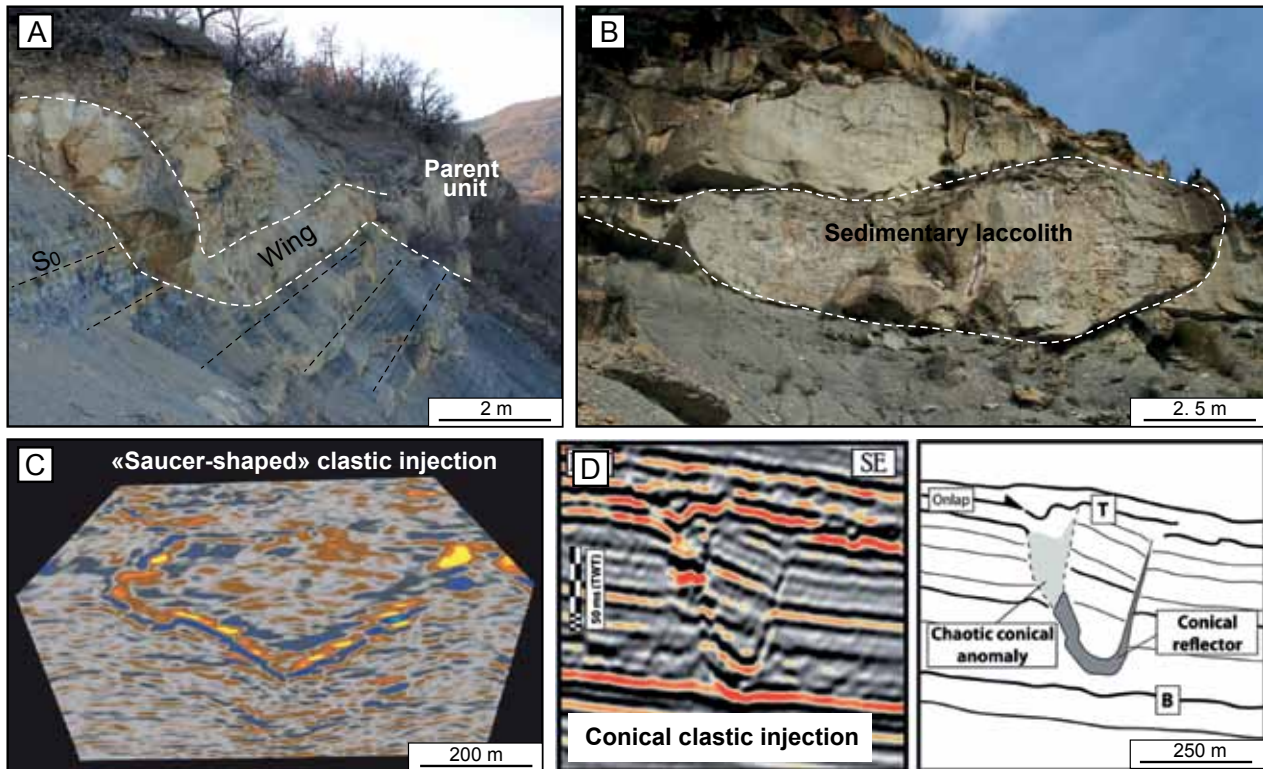 A
Parent
unit
Wing
S0
2 m
B
Sedimentary laccolith
2. 5 m
C
«Saucer-shaped» clastic injection
200 m
D
SE
50 ms (TWT)
Conical clastic injection
Onlap
T
Chaotic conical
anomaly
Conical
reflector
B
250 m